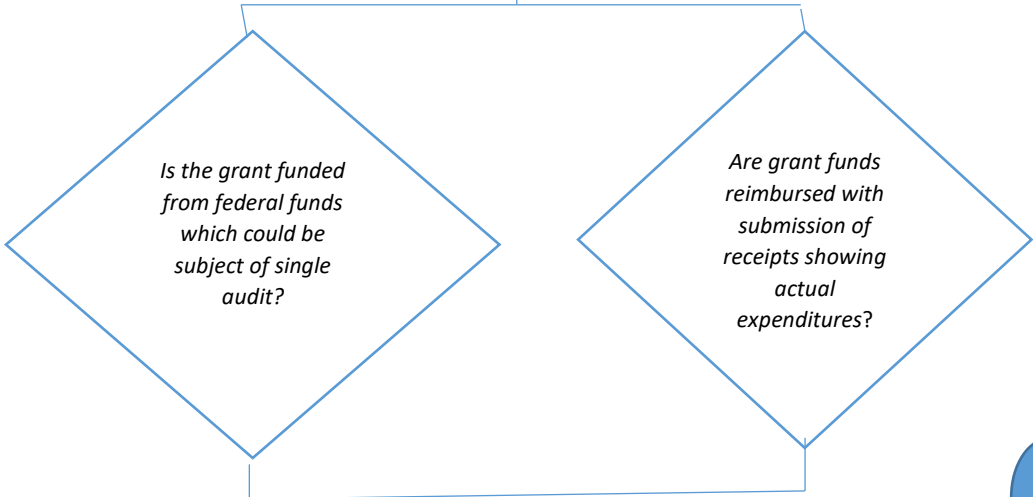 Is the grant funded
from federal funds
which could be
subject of single
audit?
Are grant funds
reimbursed with
submission of
receipts showing
actual
expenditures?